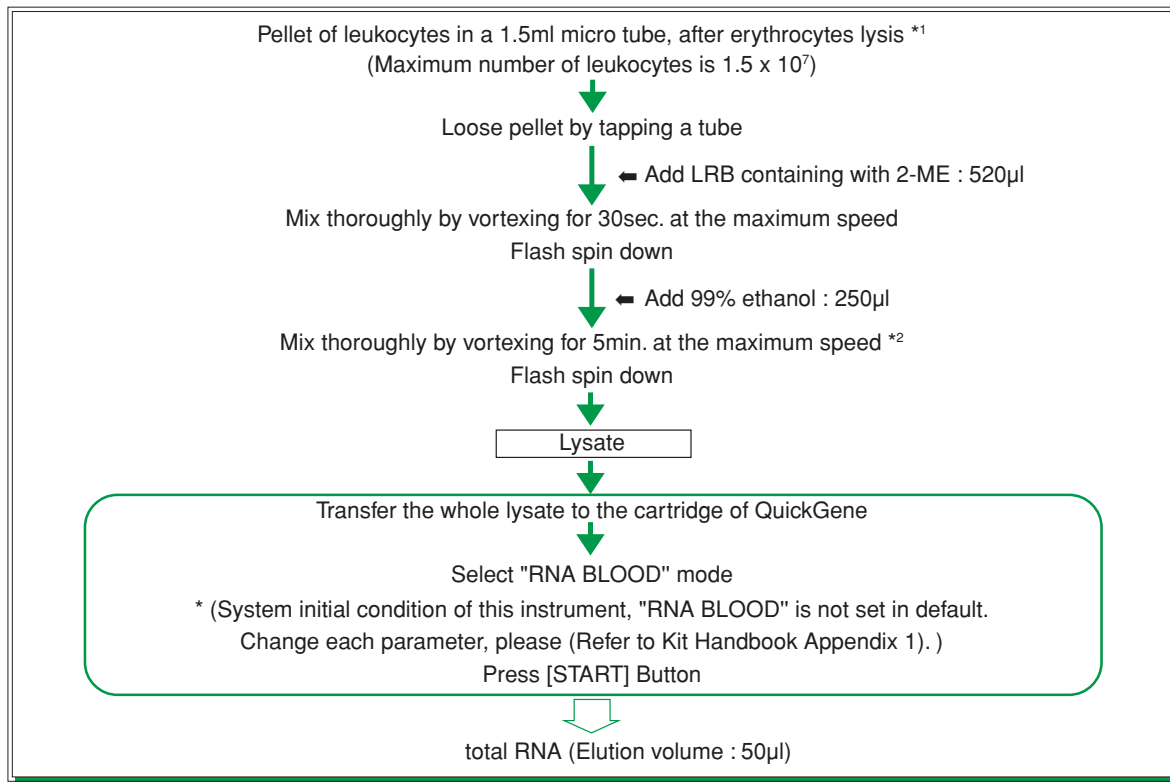 Pellet of leukocytes in a 1.5ml micro tube, after erythrocytes lysis *1
(Maximum number of leukocytes is 1.5 x 10⁷)
Loose pellet by tapping a tube
⬅ Add LRB containing with 2-ME : 520µl
Mix thoroughly by vortexing for 30sec. at the maximum speed
Flash spin down
⬅ Add 99% ethanol : 250µl
Mix thoroughly by vortexing for 5min. at the maximum speed *2
Flash spin down
Lysate
Transfer the whole lysate to the cartridge of QuickGene
Select "RNA BLOOD" mode
* (System initial condition of this instrument, "RNA BLOOD" is not set in default.
Change each parameter, please (Refer to Kit Handbook Appendix 1). )
Press [START] Button
total RNA (Elution volume : 50µl)